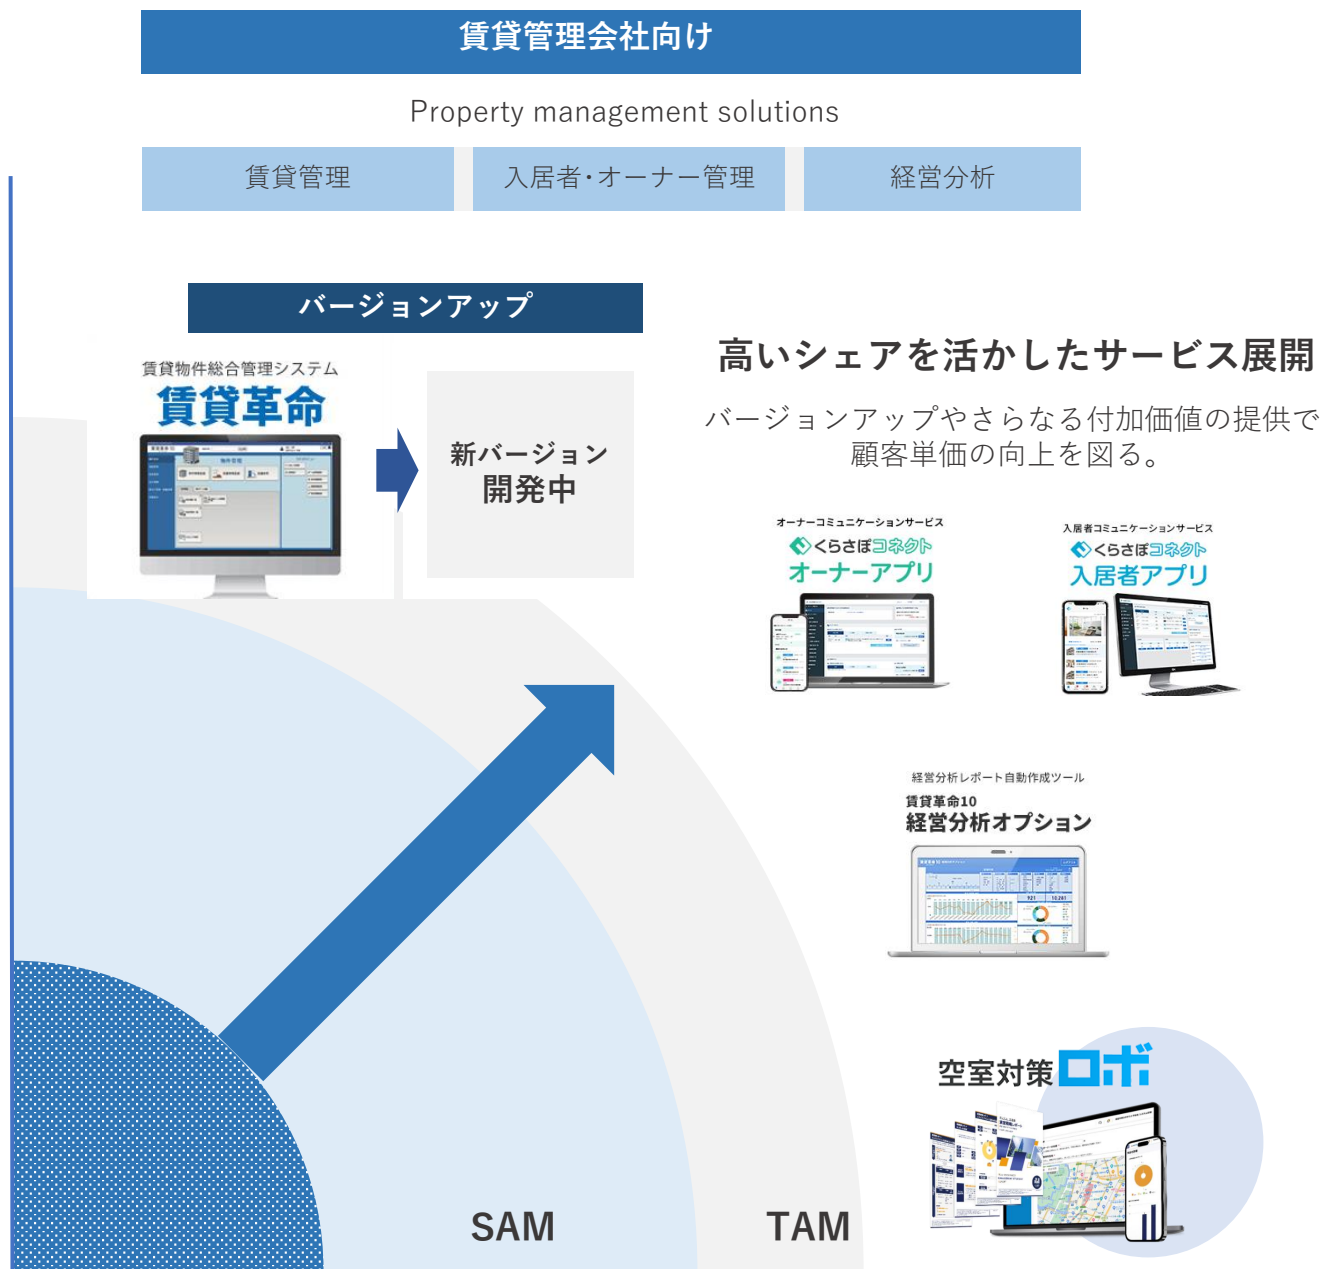 賃貸管理会社向け
Property management solutions
賃貸管理
入居者・オーナー管理
経営分析
バージョンアップ
賃貸物件総合管理システム
賃貸革命
物件管理
新バージョン
開発中
高いシェアを活かしたサービス展開
バージョンアップやさらなる付加価値の提供で
顧客単価の向上を図る。
オーナーコミュニケーションサービス
くらさぽコネクト
オーナーアプリ
入居者コミュニケーションサービス
くらさぽコネクト
入居者アプリ
経営分析レポート自動作成ツール
賃貸革命10
経営分析オプション
921
10,261
空室対策ロボ
SAM
TAM